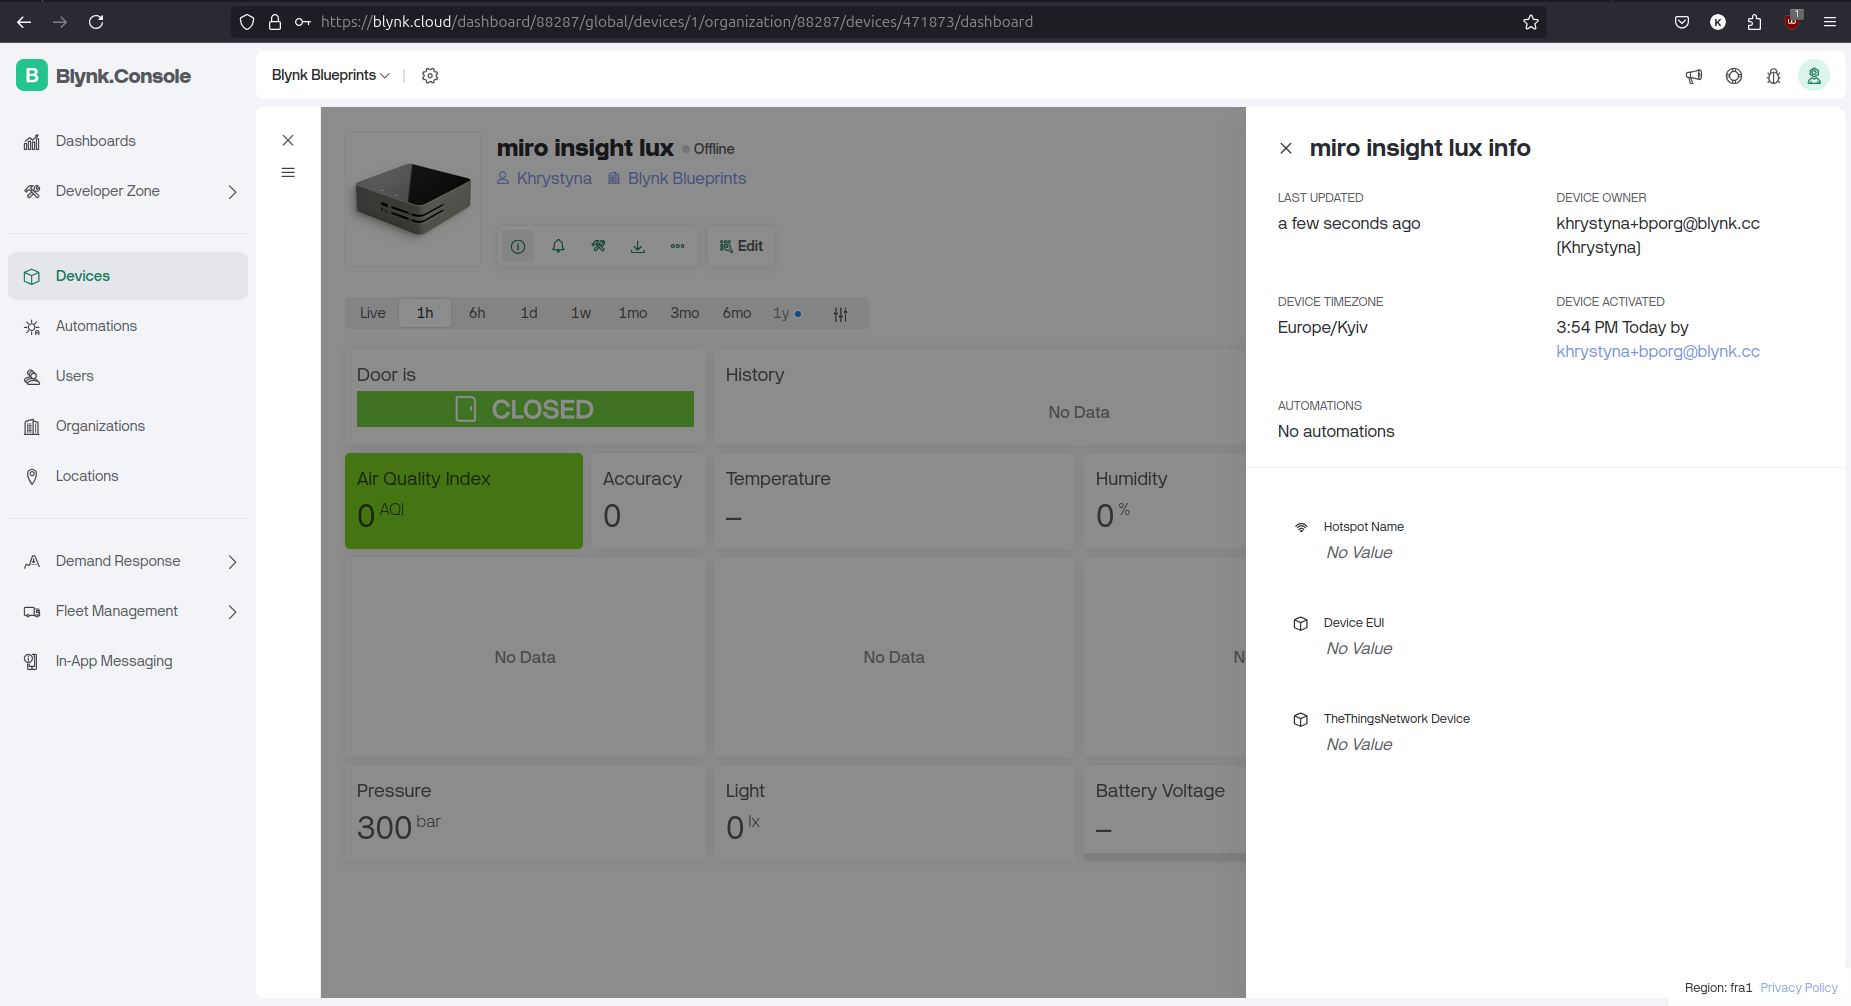 https://blynk.cloud/dashboard/88287/global/devices/1/organization/88287/devices/471873/dashboard
K
1
B Blynk.Console
Dashboards
Developer Zone
Devices
Automations
Users
Organizations
Locations
Demand Response
Fleet Management
In-App Messaging
Blynk Blueprints
miro insight lux Offline
Khrystyna Blynk Blueprints
Edit
Live 1h 6h 1d 1w 1mo 3mo 6mo 1y
Door is
CLOSED
History
No Data
Air Quality Index
0 AQI
Accuracy
0
Temperature
–
Humidity
0 %
No Data
No Data
N
Pressure
300 bar
Light
0 lx
Battery Voltage
–
miro insight lux info
LAST UPDATED
a few seconds ago
DEVICE OWNER
khrystyna+bporg@blynk.cc
(Khrystyna)
DEVICE TIMEZONE
Europe/Kyiv
DEVICE ACTIVATED
3:54 PM Today by
khrystyna+bporg@blynk.cc
AUTOMATIONS
No automations
Hotspot Name
No Value
Device EUI
No Value
TheThingsNetwork Device
No Value
Region: fra1 Privacy Policy